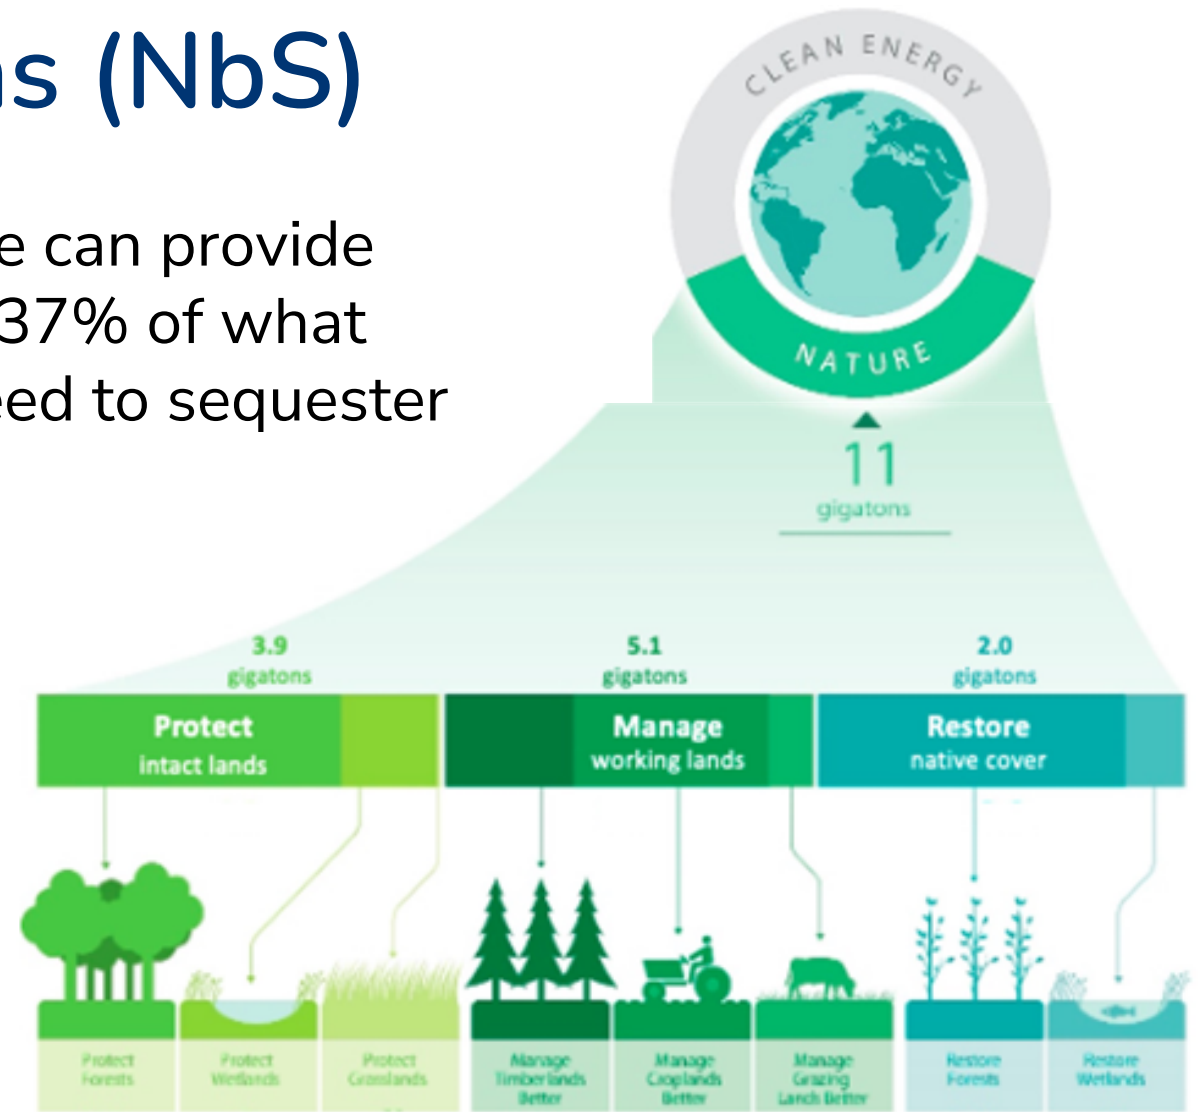 s (NbS)
e can provide
37% of what
eed to sequester
CLEAN ENERGY
NATURE
11
gigatons
3.9
gigatons
5.1
gigatons
2.0
gigatons
Protect
intact lands
Manage
working lands
Restore
native cover
Protect
Forests
Protect
Wetlands
Protect
Grasslands
Manage
Timberlands
Better
Manage
Croplands
Better
Manage
Grazing
Lands Better
Restore
Forests
Restore
Wetlands